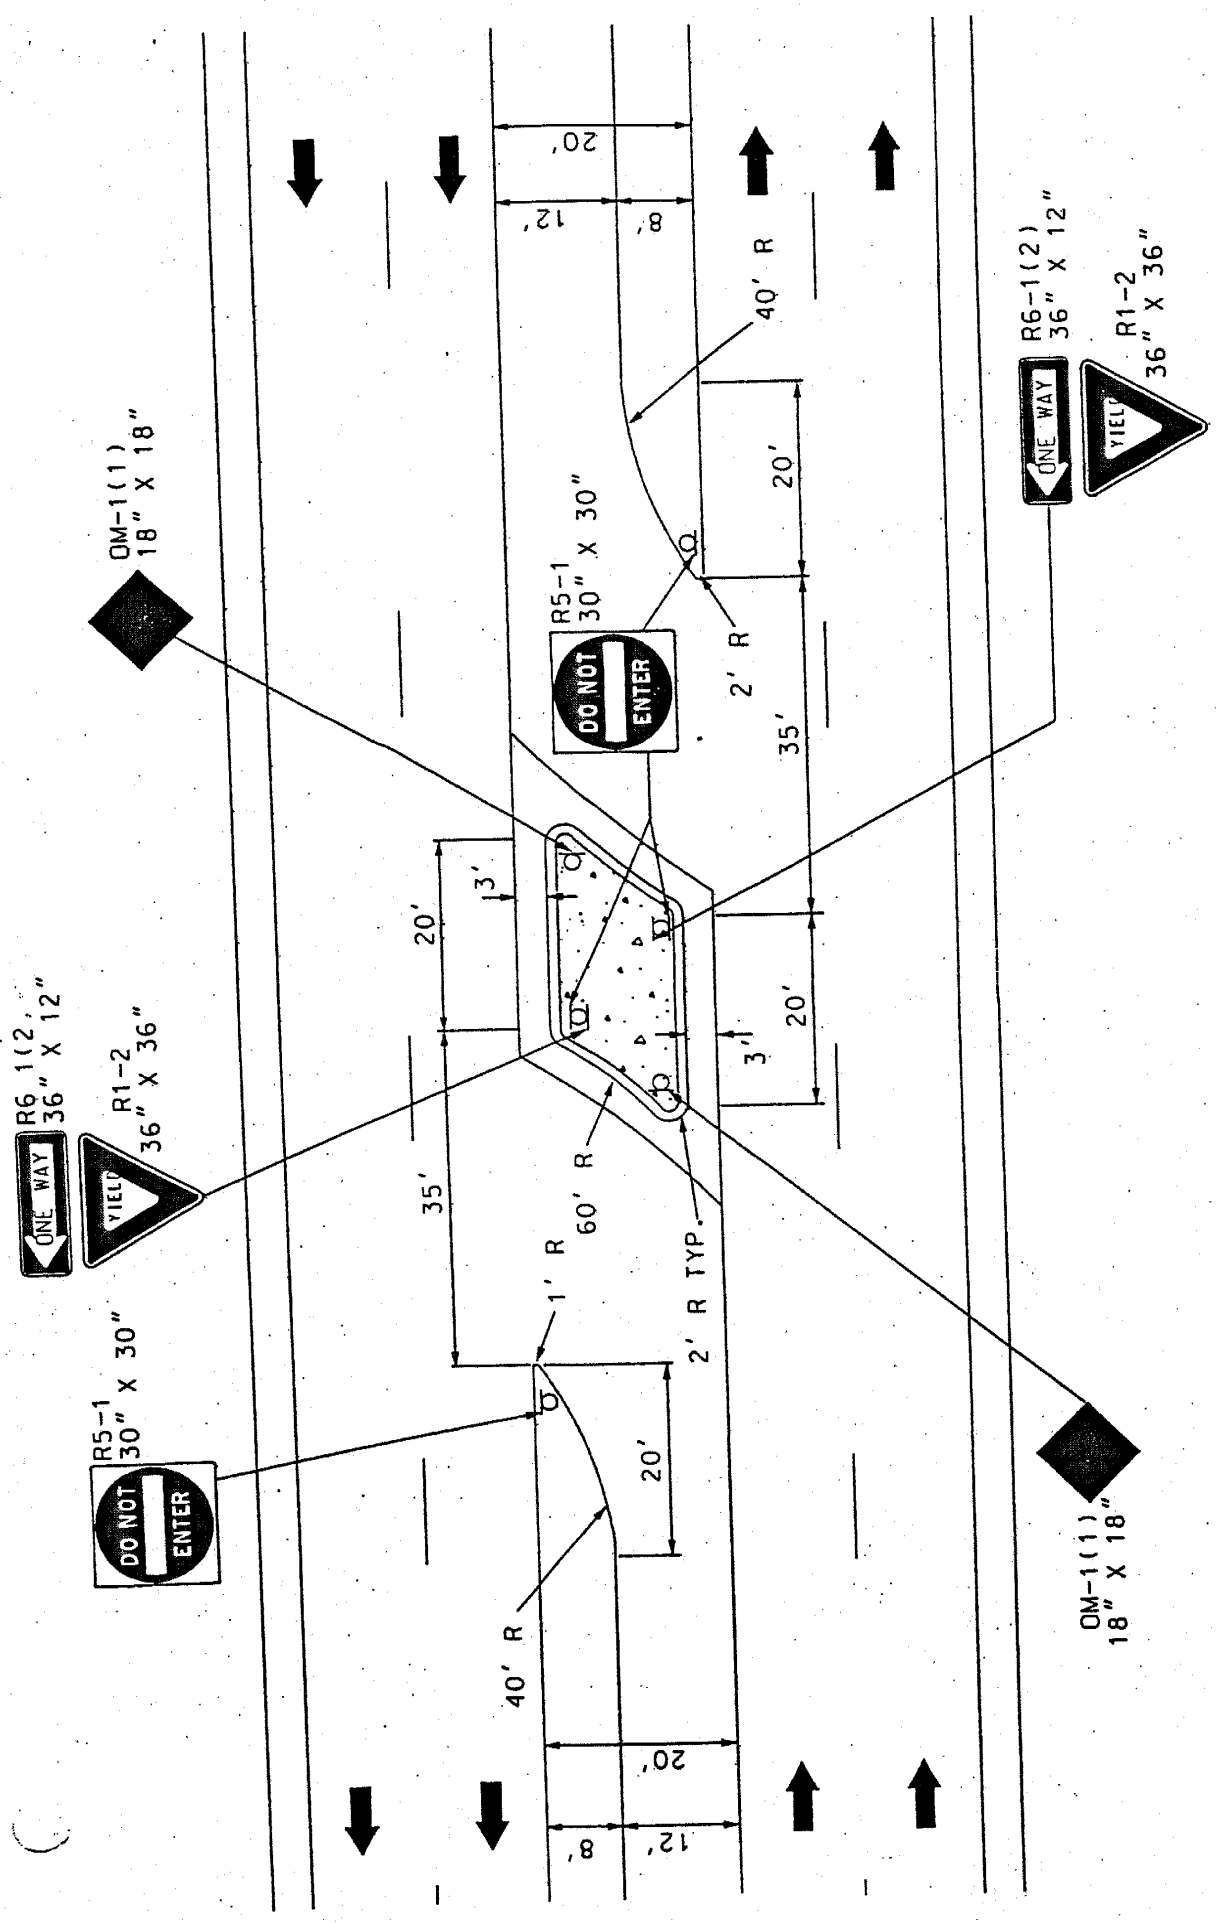 OM-1(1)
18" X 18"
R6-1(2)
36" X 12"
R1-2
36" X 36"
ONE WAY
YIELD
20'
12'
8'
40' R
20'
R5-1
30" X 30"
DO NOT
ENTER
2' R
35'
20'
3'
20'
3'
R6 1(2,
36" X 12"
R1-2
36" X 36"
ONE WAY
YIELD
35'
60' R
1' R
2' R TYP.
R5-1
30" X 30"
DO NOT
ENTER
20'
40' R
20'
8'
12'
OM-1(1)
18" X 18"